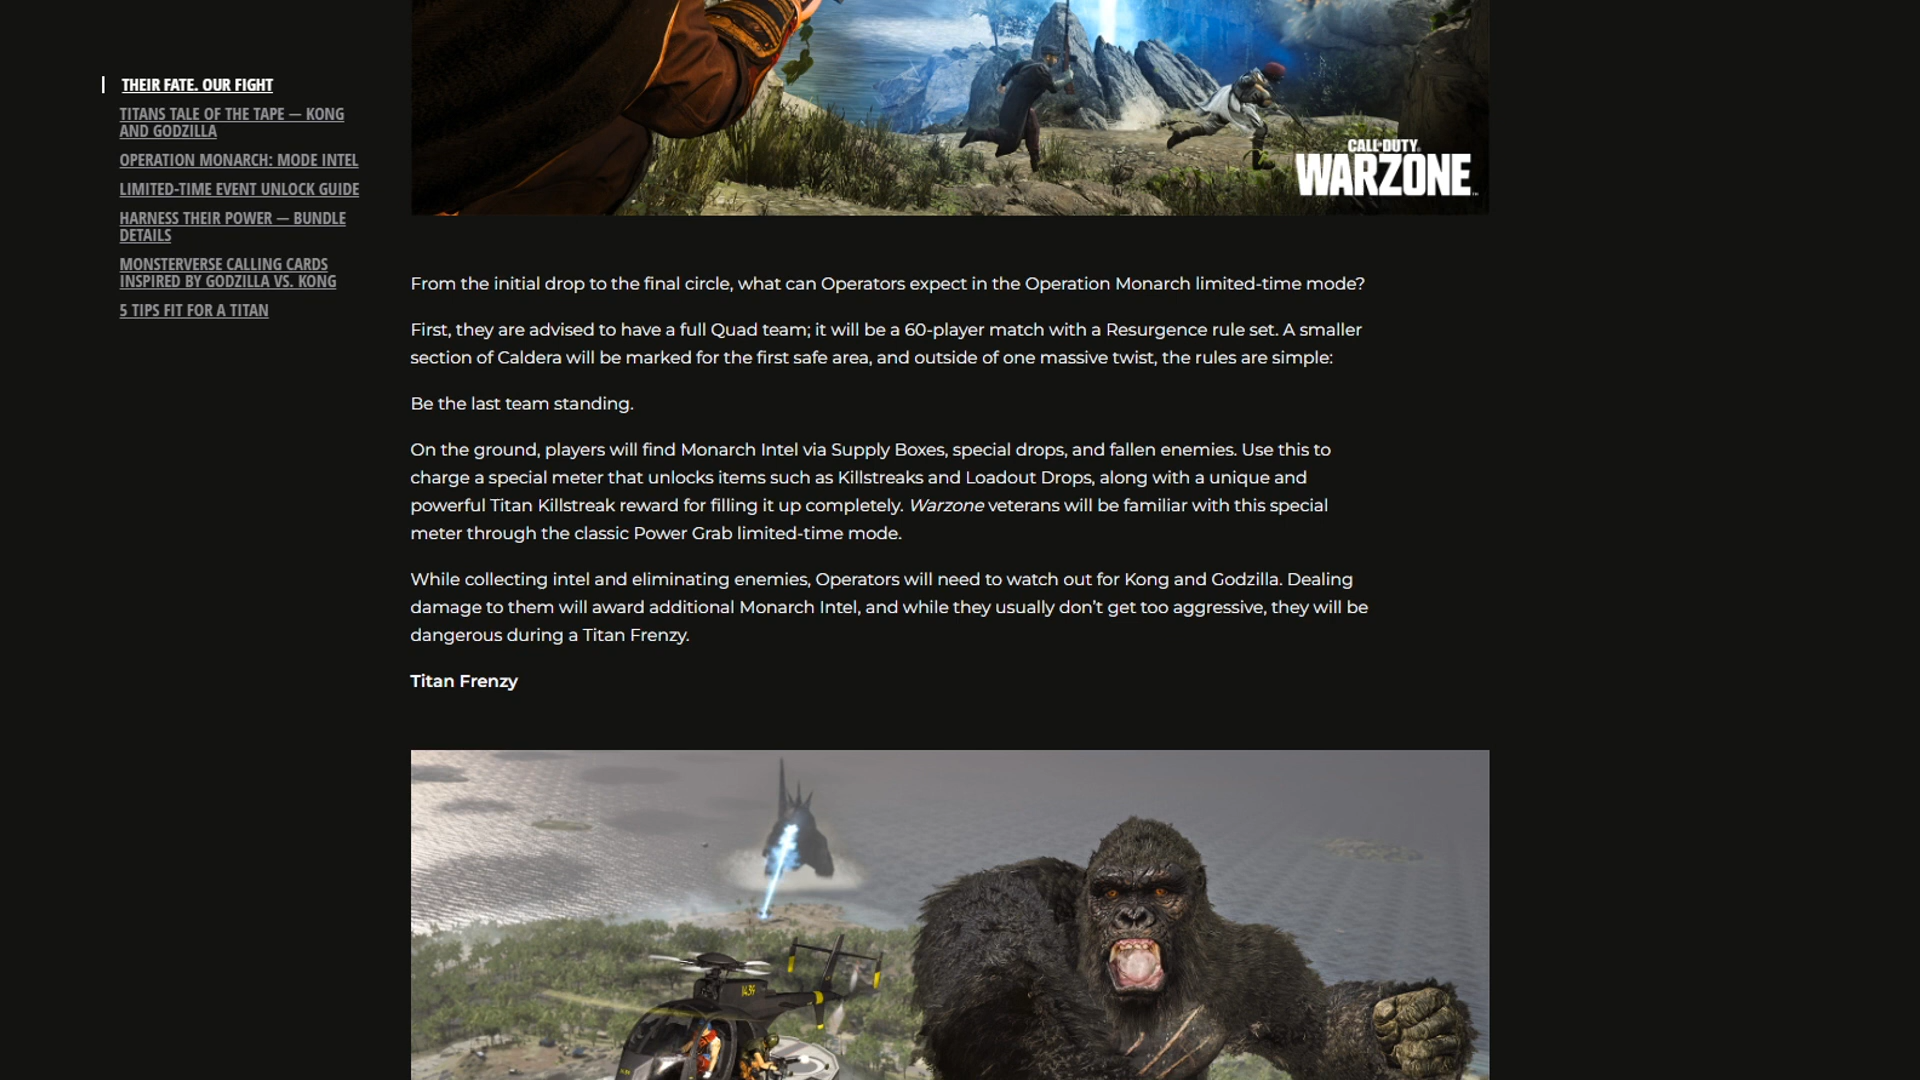 THEIR FATE. OUR FIGHT
TITANS TALE OF THE TAPE — KONG
AND GODZILLA
OPERATION MONARCH: MODE INTEL
LIMITED-TIME EVENT UNLOCK GUIDE
HARNESS THEIR POWER — BUNDLE
DETAILS
MONSTERVERSE CALLING CARDS
INSPIRED BY GODZILLA VS. KONG
5 TIPS FIT FOR A TITAN
CALL OF DUTY
WARZONE
From the initial drop to the final circle, what can Operators expect in the Operation Monarch limited-time mode?
First, they are advised to have a full Quad team; it will be a 60-player match with a Resurgence rule set. A smaller
section of Caldera will be marked for the first safe area, and outside of one massive twist, the rules are simple:
Be the last team standing.
On the ground, players will find Monarch Intel via Supply Boxes, special drops, and fallen enemies. Use this to
charge a special meter that unlocks items such as Killstreaks and Loadout Drops, along with a unique and
powerful Titan Killstreak reward for filling it up completely. Warzone veterans will be familiar with this special
meter through the classic Power Grab limited-time mode.
While collecting intel and eliminating enemies, Operators will need to watch out for Kong and Godzilla. Dealing
damage to them will award additional Monarch Intel, and while they usually don’t get too aggressive, they will be
dangerous during a Titan Frenzy.
Titan Frenzy